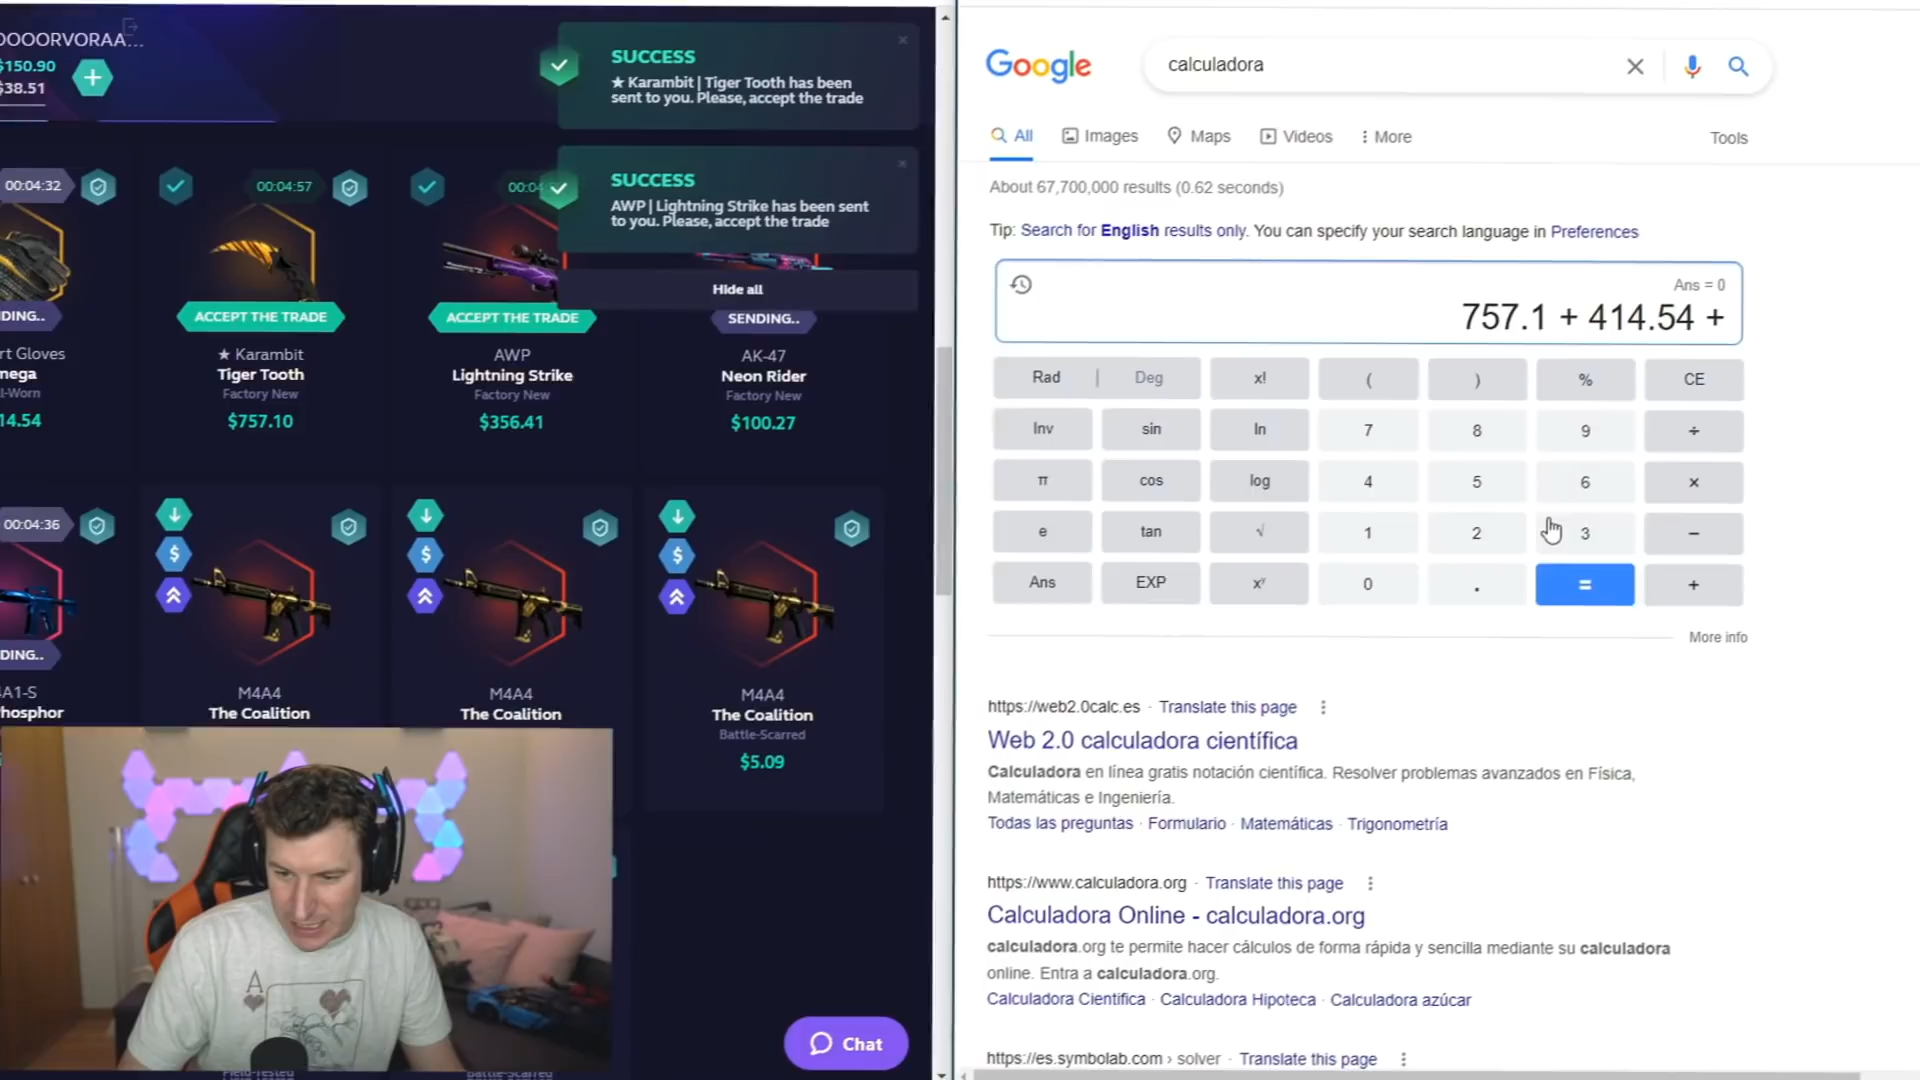 OOORVORAA...
$150.90
$38.51
SUCCESS
★ Karambit | Tiger Tooth has been
sent to you. Please, accept the trade
SUCCESS
AWP | Lightning Strike has been sent
to you. Please, accept the trade
Hide all
00:04:32
00:04:57
00:04
DING..
ACCEPT THE TRADE
ACCEPT THE TRADE
SENDING..
rt Gloves
mega
l-Worn
14.54
★ Karambit
Tiger Tooth
Factory New
$757.10
AWP
Lightning Strike
Factory New
$356.41
AK-47
Neon Rider
Factory New
$100.27
00:04:36
DING..
A1-S
hosphor
M4A4
The Coalition
M4A4
The Coalition
M4A4
The Coalition
Battle-Scarred
$5.09
A
Field-Tested
Battle-Scarred
Chat
Google
calculadora
All
Images
Maps
Videos
More
Tools
About 67,700,000 results (0.62 seconds)
Tip: Search for English results only. You can specify your search language in Preferences
Ans = 0
757.1 + 414.54 +
Rad | Deg x! ( ) % CE
Inv sin ln 7 8 9 ÷
π cos log 4 5 6 ×
e tan √ 1 2 3 −
Ans EXP xʸ 0 . = +
More info
https://web2.0calc.es · Translate this page
Web 2.0 calculadora científica
Calculadora en línea gratis notación científica. Resolver problemas avanzados en Física,
Matemáticas e Ingeniería.
Todas las preguntas · Formulario · Matemáticas · Trigonometría
https://www.calculadora.org · Translate this page
Calculadora Online - calculadora.org
calculadora.org te permite hacer cálculos de forma rápida y sencilla mediante su calculadora
online. Entra a calculadora.org.
Calculadora Científica · Calculadora Hipoteca · Calculadora azúcar
https://es.symbolab.com › solver · Translate this page